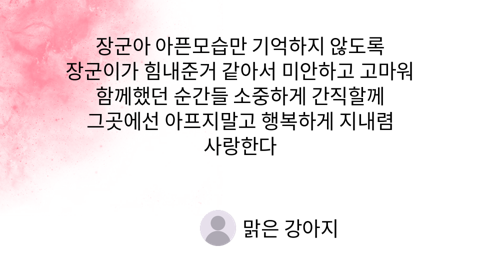 장군아 아픈모습만 기억하지 않도록
장군이가 힘내준거 같아서 미안하고 고마워
함께했던 순간들 소중하게 간직할께
그곳에선 아프지말고 행복하게 지내렴
사랑한다
맑은 강아지